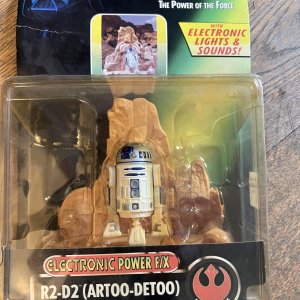 THE POWER OF THE FORCE
WITH
ELECTRONIC
LIGHTS &
SOUNDS!
ELECTRONIC POWER F/X
R2-D2 (ARTOO-DETOO)